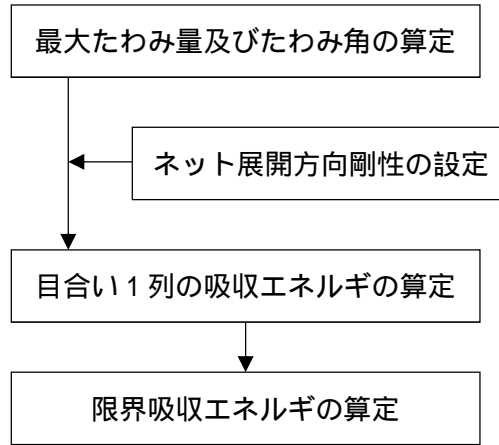 最大たわみ量及びたわみ角の算定
ネット展開方向剛性の設定
目合い1列の吸収エネルギの算定
限界吸収エネルギの算定